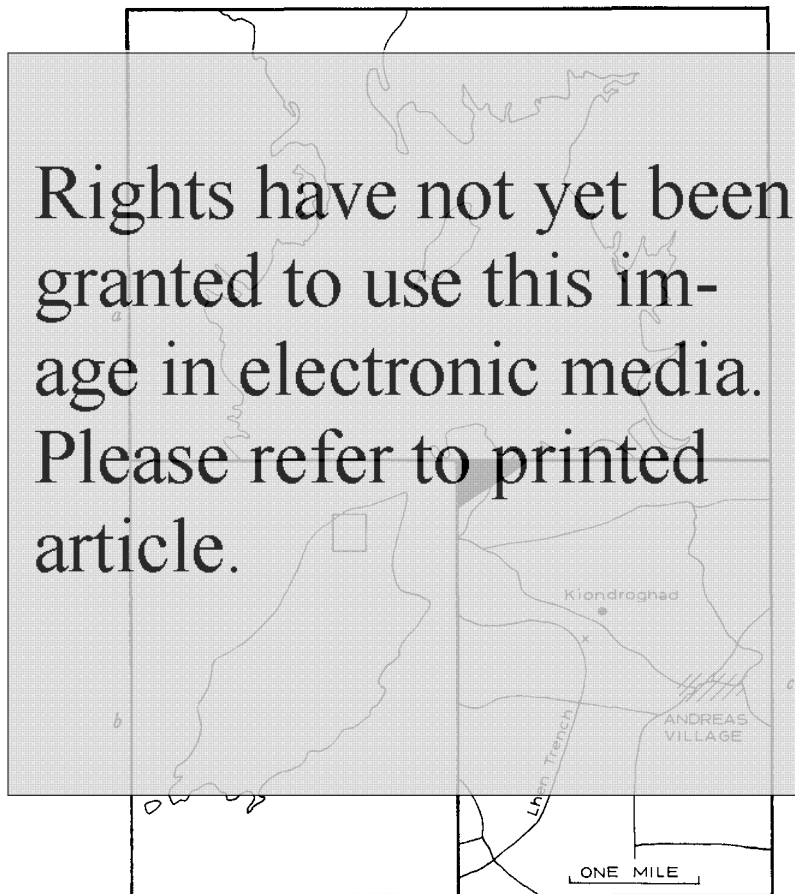 Rights have not yet been
granted to use this im-
age in electronic media.
Please refer to printed
article.
a
b
c
Kiondroghad
x
ANDREAS
VILLAGE
Lhen Trench
ONE MILE